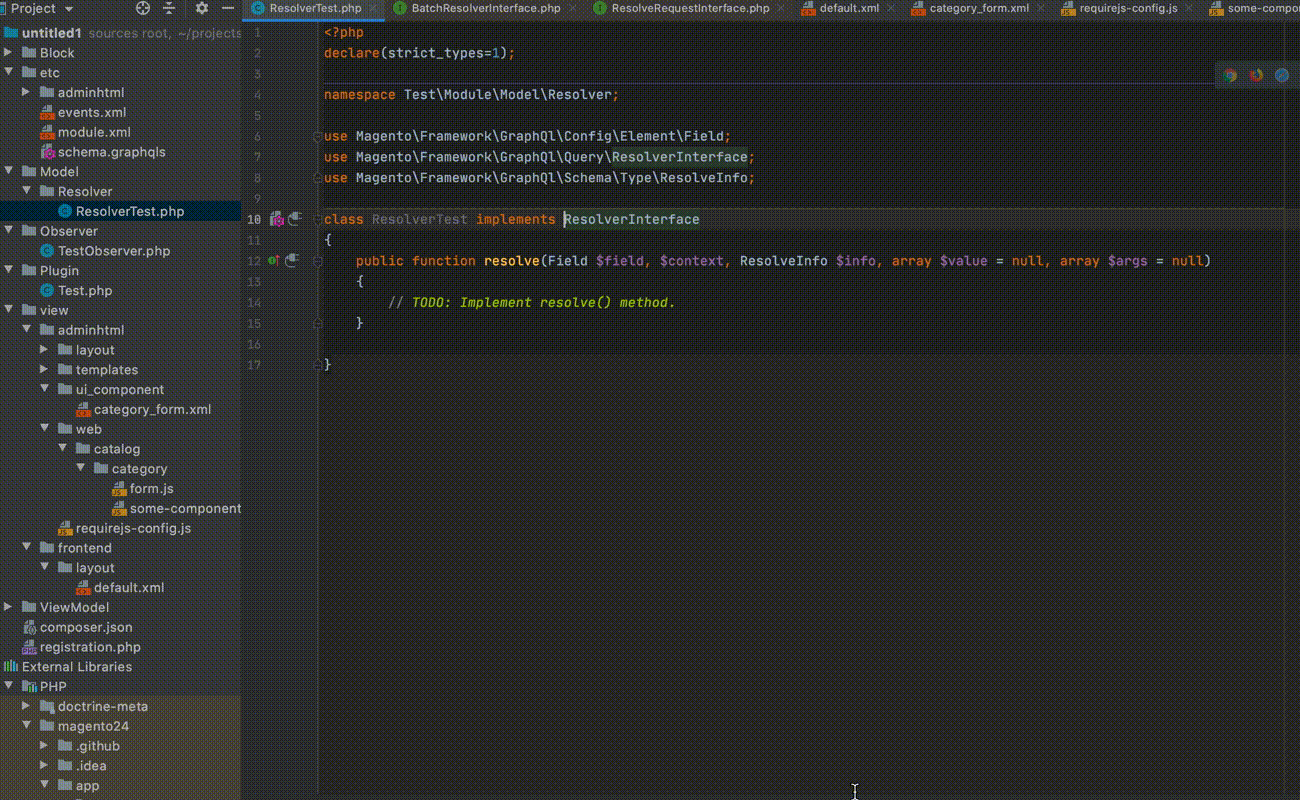 Project
ResolverTest.php
BatchResolverInterface.php
ResolveRequestInterface.php
default.xml
category_form.xml
requirejs-config.js
some-compo
untitled1 sources root, ~/projects
Block
etc
adminhtml
events.xml
module.xml
schema.graphqls
Model
Resolver
ResolverTest.php
Observer
TestObserver.php
Plugin
Test.php
view
adminhtml
layout
templates
ui_component
category_form.xml
web
catalog
category
form.js
some-component
requirejs-config.js
frontend
layout
default.xml
ViewModel
composer.json
registration.php
External Libraries
PHP
doctrine-meta
magento24
.github
.idea
app
1 <?php
2 declare(strict_types=1);
3
4 namespace Test\Module\Model\Resolver;
5
6 use Magento\Framework\GraphQl\Config\Element\Field;
7 use Magento\Framework\GraphQl\Query\ResolverInterface;
8 use Magento\Framework\GraphQl\Schema\Type\ResolveInfo;
9
10 class ResolverTest implements ResolverInterface
11 {
12 public function resolve(Field $field, $context, ResolveInfo $info, array $value = null, array $args = null)
13 {
14 // TODO: Implement resolve() method.
15 }
16
17 }